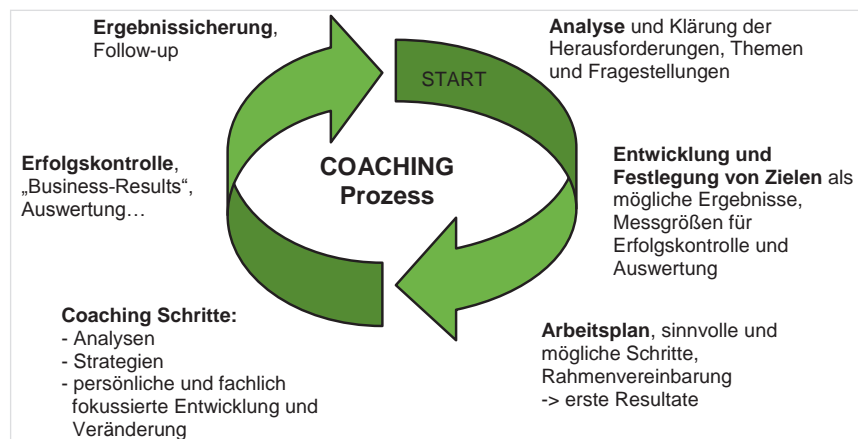 Ergebnissicherung,
Follow-up
START
Analyse und Klärung der
Herausforderungen, Themen
und Fragestellungen
COACHING
Prozess
Entwicklung und
Festlegung von Zielen als
mögliche Ergebnisse,
Messgrößen für
Erfolgskontrolle und
Auswertung
Arbeitsplan, sinnvolle und
mögliche Schritte,
Rahmenvereinbarung
-> erste Resultate
Coaching Schritte:
- Analysen
- Strategien
- persönliche und fachlich
fokussierte Entwicklung und
Veränderung
Erfolgskontrolle,
„Business-Results“,
Auswertung…